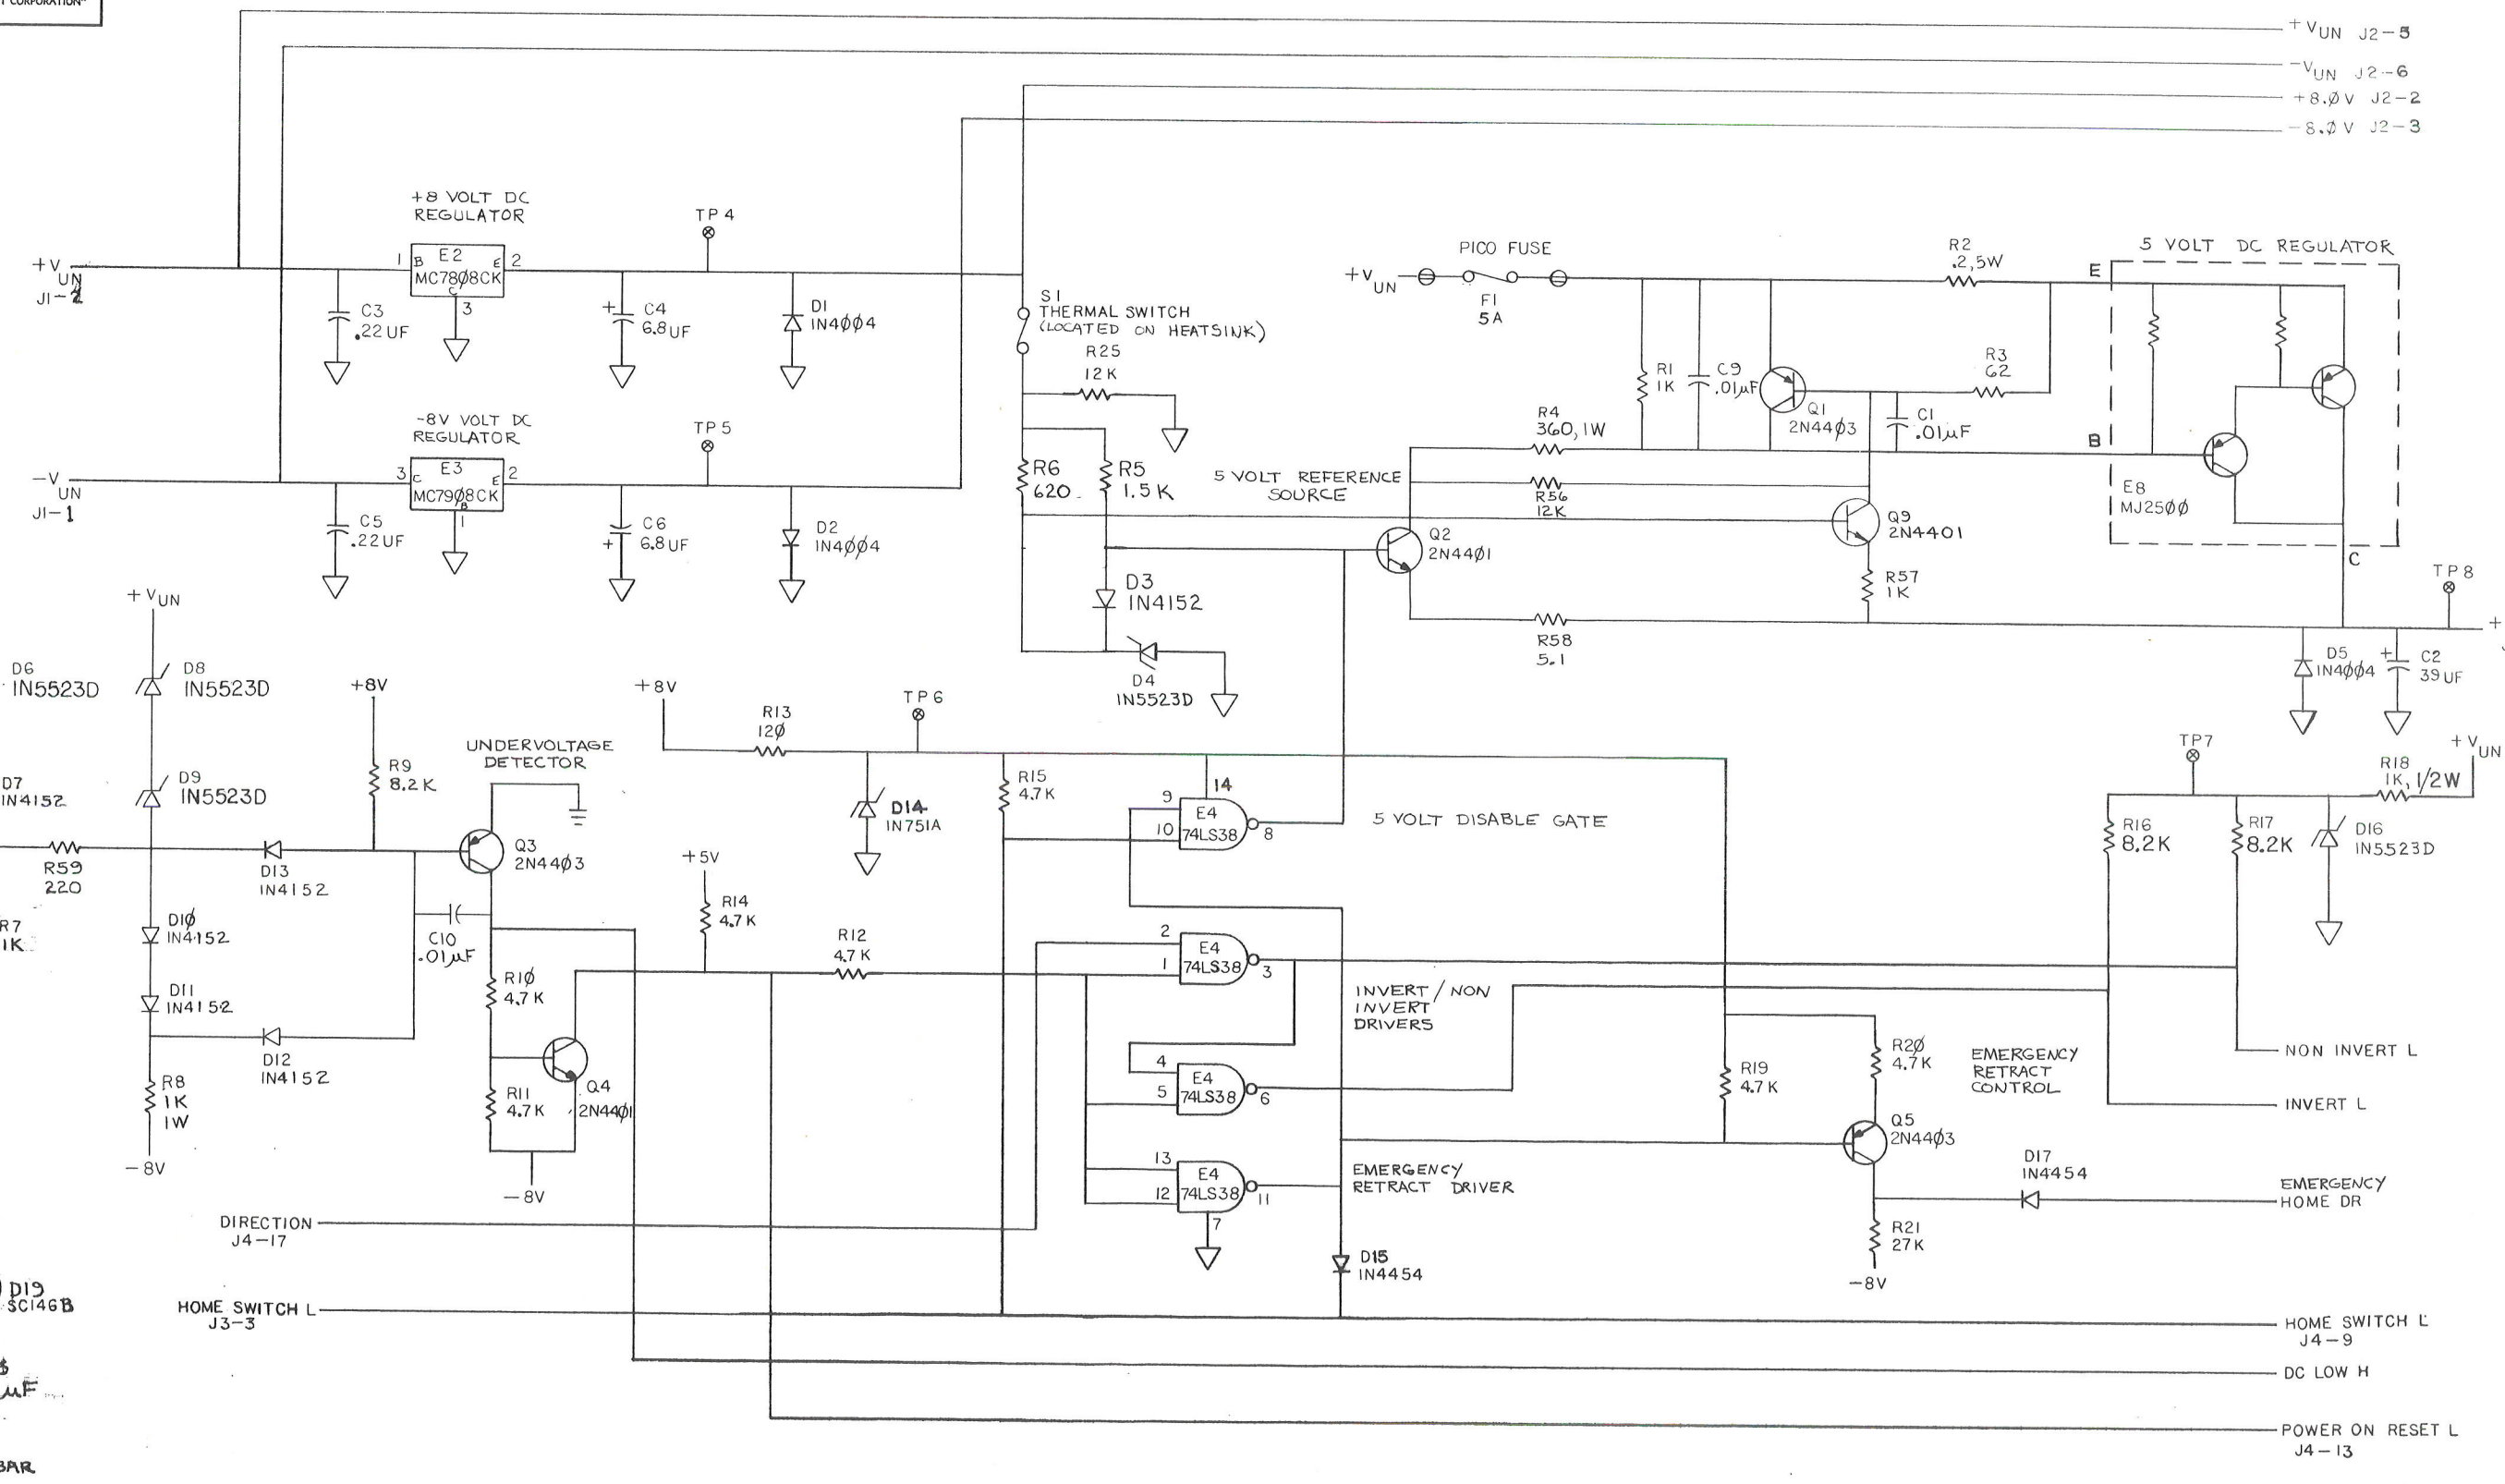 T CORPORATION"
+VUN J2-5
-VUN J2-6
+8.0V J2-2
-8.0V J2-3
+8 VOLT DC
REGULATOR
TP4
+VUN
J1-2
1 B E2 E 2
MC7808CK
C
3
C3
.22UF
+ C4
6.8UF
D1
IN4004
S1
THERMAL SWITCH
(LOCATED ON HEATSINK)
R25
12K
PICO FUSE
+VUN
F1
5A
R2
.2,5W
5 VOLT DC REGULATOR
E
R1
1K
C9
.01µF
Q1
2N4403
R3
62
C1
.01µF
R4
360,1W
B
-8V VOLT DC
REGULATOR
TP5
-VUN
J1-1
3 C E3 E 2
MC7908CK
B
1
C5
.22UF
C6
+ 6.8UF
D2
IN4004
R6
620
R5
1.5K
5 VOLT REFERENCE
SOURCE
R56
12K
Q2
2N4401
Q9
2N4401
E8
MJ2500
C
TP8
D3
IN4152
R57
1K
R58
5.1
+
D4
IN5523D
D5
IN4004
+ C2
39UF
+VUN
D6
IN5523D
D8
IN5523D
+8V
+8V
R13
120
TP6
UNDERVOLTAGE
DETECTOR
D7
IN4152
D9
IN5523D
R9
8.2K
R15
4.7K
D14
IN751A
14
9
10
E4
74LS38
8
5 VOLT DISABLE GATE
TP7
+VUN
R18
1K, 1/2W
R16
8.2K
R17
8.2K
D16
IN5523D
R59
220
D13
IN4152
Q3
2N4403
+5V
R14
4.7K
R7
1K
D10
IN4152
C10
.01µF
R12
4.7K
2
1
E4
74LS38
3
D11
IN4152
R10
4.7K
INVERT/NON
INVERT
DRIVERS
D12
IN4152
4
5
E4
74LS38
6
R8
1K
1W
R11
4.7K
Q4
2N4401
R19
4.7K
R20
4.7K
EMERGENCY
RETRACT
CONTROL
NON INVERT L
INVERT L
-8V
-8V
13
12
E4
74LS38
11
7
EMERGENCY
RETRACT DRIVER
Q5
2N4403
D17
IN4454
EMERGENCY
HOME DR
DIRECTION
J4-17
R21
27K
-8V
D15
IN4454
D19
SC146B
HOME SWITCH L
J3-3
HOME SWITCH L
J4-9
µF
DC LOW H
POWER ON RESET L
J4-13
BAR